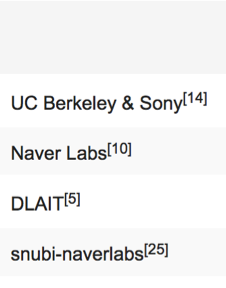 UC Berkeley & Sony[14]
Naver Labs[10]
DLAIT[5]
snubi-naverlabs[25]